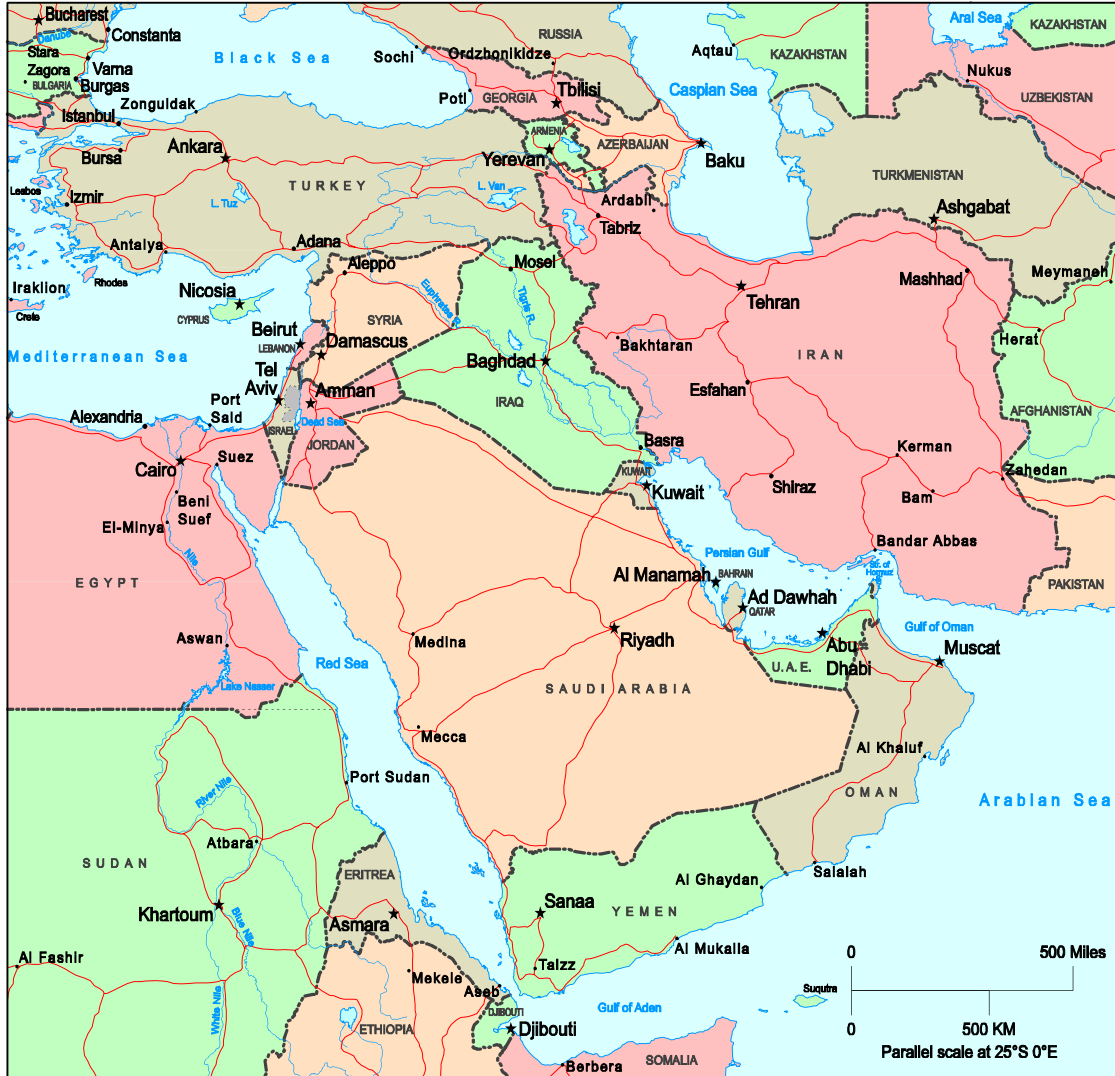 Bucharest
Danube
Constanta
Stara
Zagora
Varna
BULGARIA
Burgas
Istanbul
Zonguldak
Black Sea
Sochi
Ordzhonikidze
RUSSIA
Aqtau
KAZAKHSTAN
Aral Sea
KAZAKHSTAN
Nukus
UZBEKISTAN
Poti
GEORGIA
Tbilisi
Caspian Sea
ARMENIA
AZERBAIJAN
Yerevan
Baku
TURKMENISTAN
Bursa
Ankara
TURKEY
L. Van
L. Tuz
Lesbos
Izmir
Ardabil
Tabriz
Ashgabat
Antalya
Adana
Aleppo
Mosel
Mashhad
Meymaneh
Rhodes
Iraklion
Crete
Nicosia
CYPRUS
Euphrates R.
Tigris R.
Tehran
SYRIA
Beirut
LEBANON
Damascus
Baghdad
Bakhtaran
IRAN
Herat
Mediterranean Sea
Tel
Aviv
Amman
IRAQ
Esfahan
AFGHANISTAN
Alexandria
Port
Said
Dead Sea
ISRAEL
JORDAN
Basra
Kerman
Zahedan
Cairo
Suez
KUWAIT
Kuwait
Shiraz
Bam
Beni
Suef
El-Minya
Nile
Bandar Abbas
Persian Gulf
Str. of
Hormuz
EGYPT
Al Manamah
BAHRAIN
PAKISTAN
Ad Dawhah
QATAR
Aswan
Medina
Riyadh
Abu
Dhabi
Gulf of Oman
Muscat
Red Sea
U.A.E.
Lake Nasser
SAUDI ARABIA
Mecca
Al Khaluf
Port Sudan
River Nile
OMAN
Arabian Sea
Atbara
SUDAN
ERITREA
Salalah
Al Ghaydan
Khartoum
Blue Nile
Asmara
Sanaa
YEMEN
Al Mukalla
Al Fashir
Mekele
Taizz
Aseb
White Nile
DJIBOUTI
Djibouti
Gulf of Aden
Suqutra
ETHIOPIA
Berbera
SOMALIA
0
500 Miles
0
500 KM
Parallel scale at 25°S 0°E